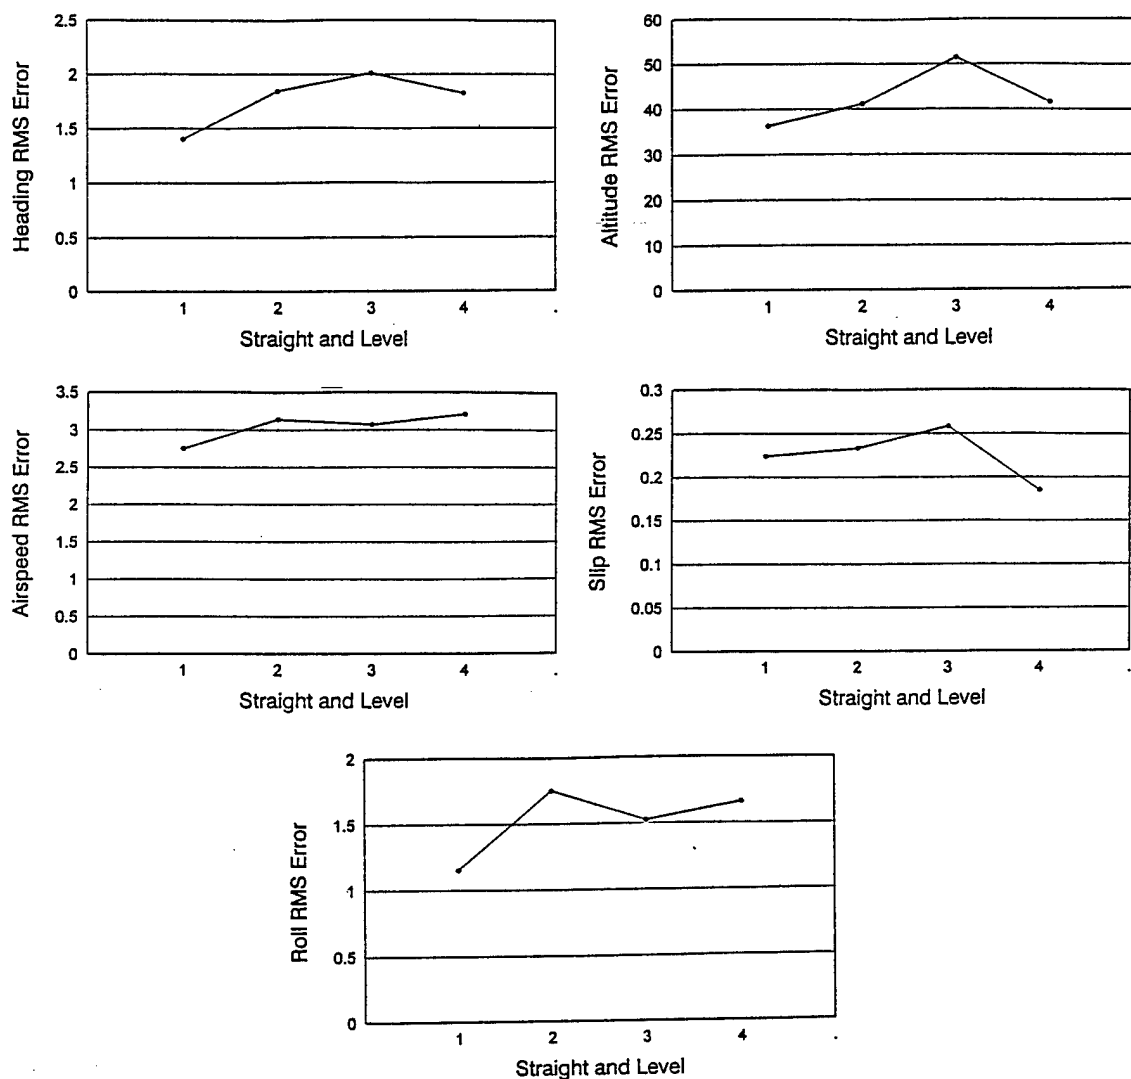 Heading RMS Error
2.5
2
1.5
1
0.5
0
1 2 3 4
Straight and Level
Altitude RMS Error
60
50
40
30
20
10
0
1 2 3 4
Straight and Level
Airspeed RMS Error
3.5
3
2.5
2
1.5
1
0.5
0
1 2 3 4
Straight and Level
Slip RMS Error
0.3
0.25
0.2
0.15
0.1
0.05
0
1 2 3 4
Straight and Level
Roll RMS Error
2
1.5
1
0.5
0
1 2 3 4
Straight and Level